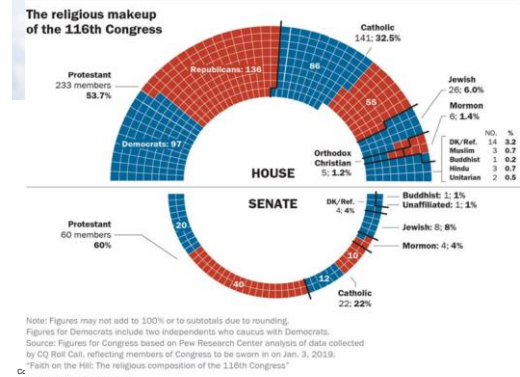 The religious makeup
of the 116th Congress
Catholic
141; 32.5%
Protestant
233 members
53.7%
Republicans: 136
86
Democrats: 97
55
Jewish
26; 6.0%
Mormon
6; 1.4%
NO. %
DK/Ref. 14 3.2
Muslim 3 0.7
Buddhist 1 0.2
Hindu 3 0.7
Unitarian 2 0.5
Orthodox
Christian
5; 1.2%
HOUSE
SENATE
DK/Ref.
4; 4%
Buddhist: 1; 1%
Unaffiliated: 1; 1%
Jewish: 8; 8%
Mormon: 4; 4%
Protestant
60 members
60%
20
40
12
10
Catholic
22; 22%
Note: Figures may not add to 100% or to subtotals due to rounding.
Figures for Democrats include two independents who caucus with Democrats.
Source: Figures for Congress based on Pew Research Center analysis of data collected
by CQ Roll Call, reflecting members of Congress to be sworn in on Jan. 3, 2019.
"Faith on the Hill: The religious composition of the 116th Congress"